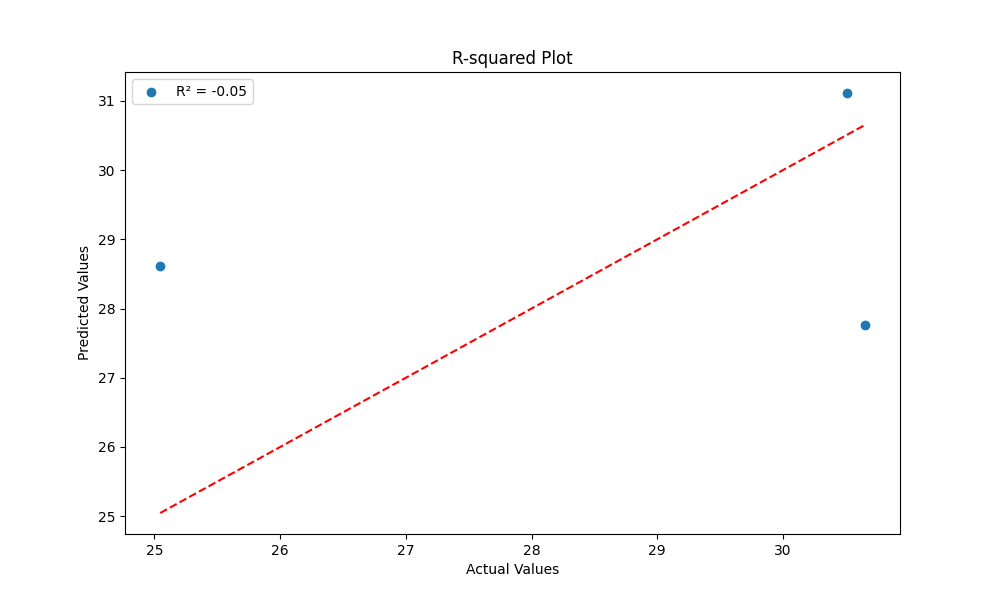 R-squared Plot
R² = -0.05
31
30
29
28
27
26
25
Predicted Values
25 26 27 28 29 30
Actual Values